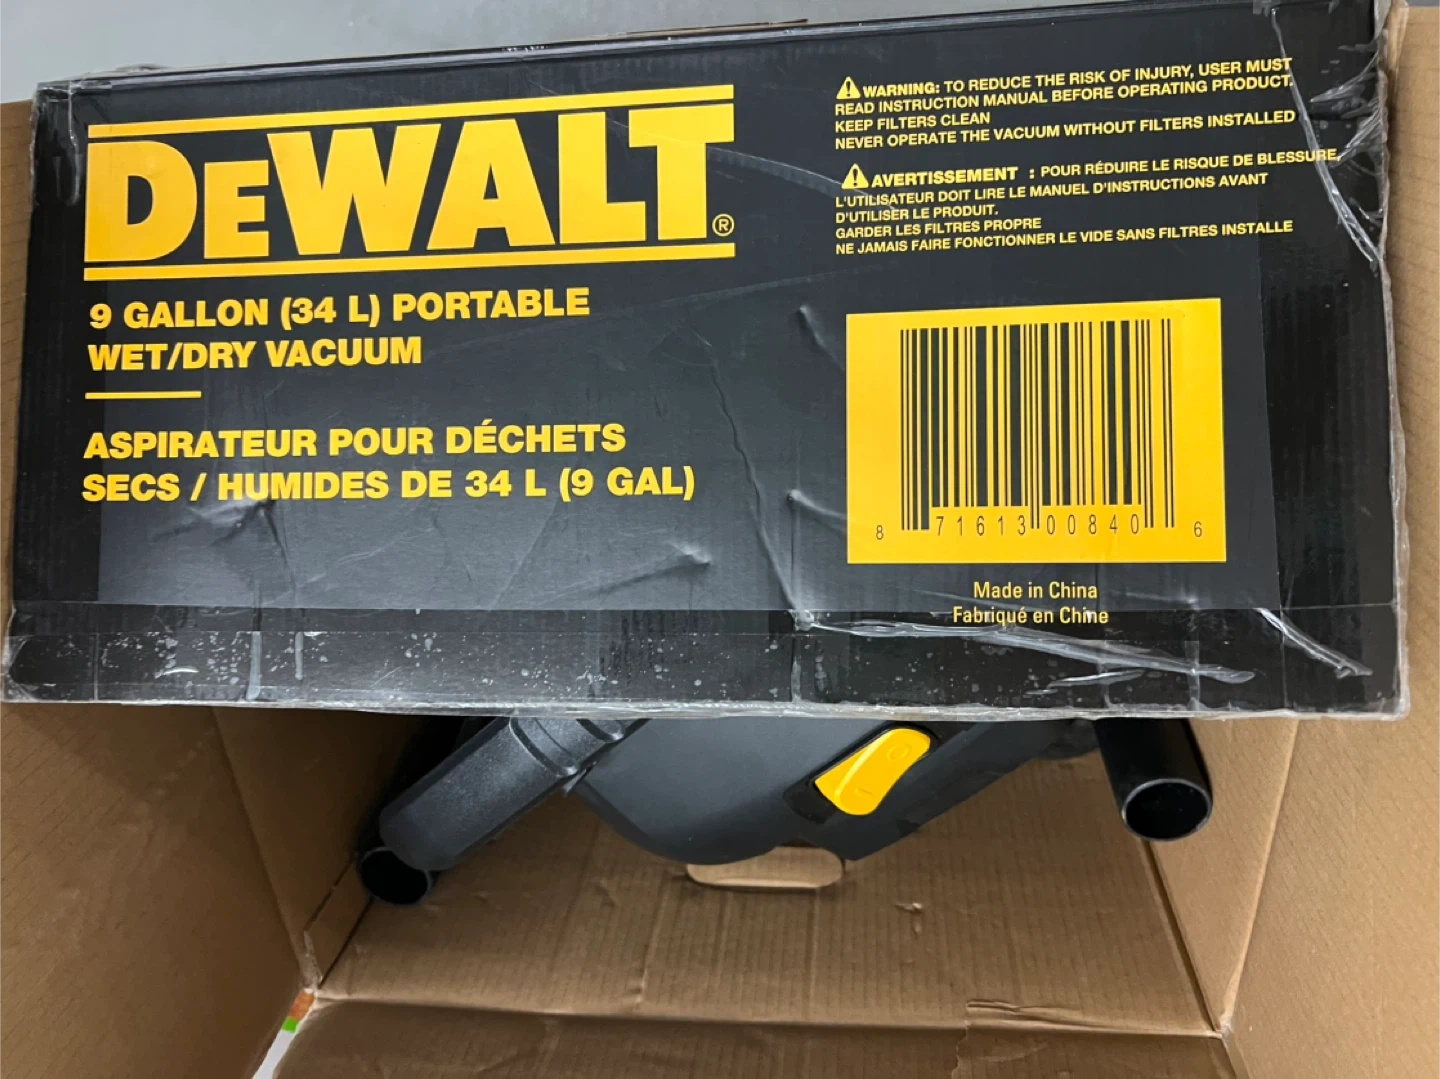 DEWALT®
9 GALLON (34 L) PORTABLE
WET/DRY VACUUM
ASPIRATEUR POUR DÉCHETS
SECS / HUMIDES DE 34 L (9 GAL)
⚠ WARNING: TO REDUCE THE RISK OF INJURY, USER MUST
READ INSTRUCTION MANUAL BEFORE OPERATING PRODUCT.
KEEP FILTERS CLEAN
NEVER OPERATE THE VACUUM WITHOUT FILTERS INSTALLED
⚠ AVERTISSEMENT : POUR RÉDUIRE LE RISQUE DE BLESSURE,
L'UTILISATEUR DOIT LIRE LE MANUEL D'INSTRUCTIONS AVANT
D'UTILISER LE PRODUIT.
GARDER LES FILTRES PROPRE
NE JAMAIS FAIRE FONCTIONNER LE VIDE SANS FILTRES INSTALLE
8 71613 00840 6
Made in China
Fabriqué en Chine